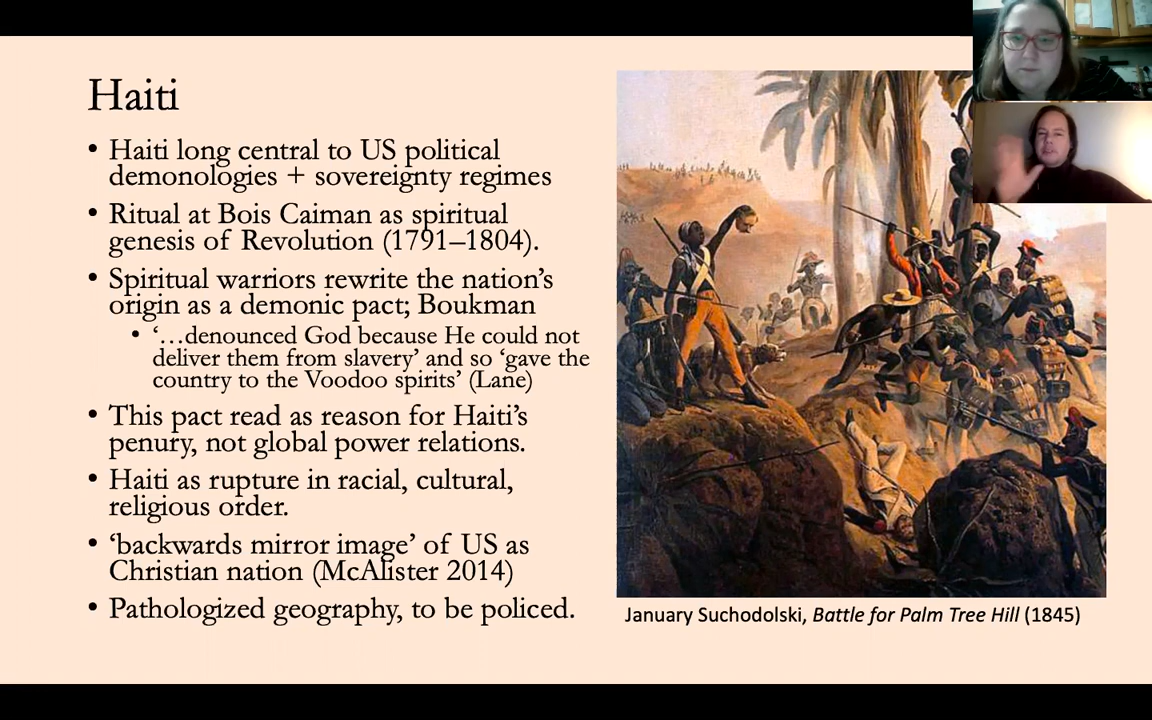 Haiti
• Haiti long central to US political
demonologies + sovereignty regimes
• Ritual at Bois Caiman as spiritual
genesis of Revolution (1791–1804).
• Spiritual warriors rewrite the nation’s
origin as a demonic pact; Boukman
• ‘…denounced God because He could not
deliver them from slavery’ and so ‘gave the
country to the Voodoo spirits’ (Lane)
• This pact read as reason for Haiti’s
penury, not global power relations.
• Haiti as rupture in racial, cultural,
religious order.
• ‘backwards mirror image’ of US as
Christian nation (McAlister 2014)
• Pathologized geography, to be policed.
January Suchodolski, Battle for Palm Tree Hill (1845)